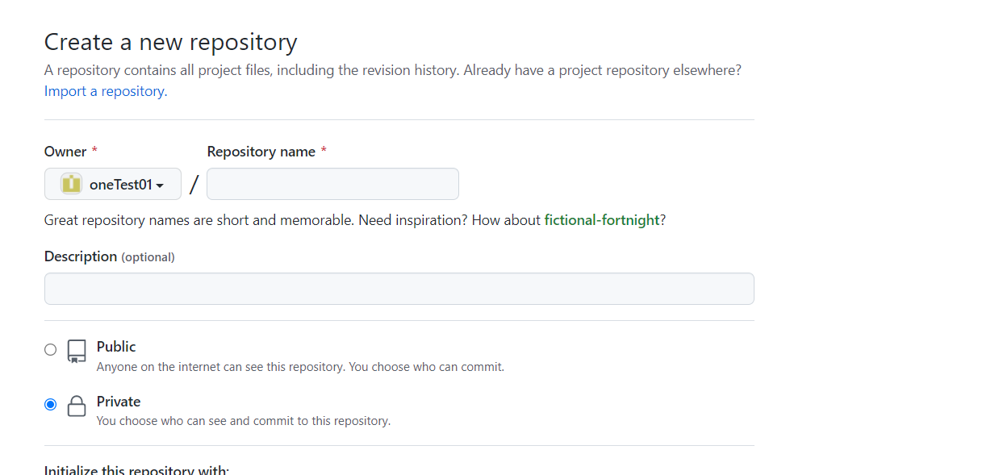 Create a new repository
A repository contains all project files, including the revision history. Already have a project repository elsewhere?
Import a repository.
Owner * Repository name *
oneTest01 /
Great repository names are short and memorable. Need inspiration? How about fictional-fortnight?
Description (optional)
Public
Anyone on the internet can see this repository. You choose who can commit.
Private
You choose who can see and commit to this repository.
Initialize this repository with: